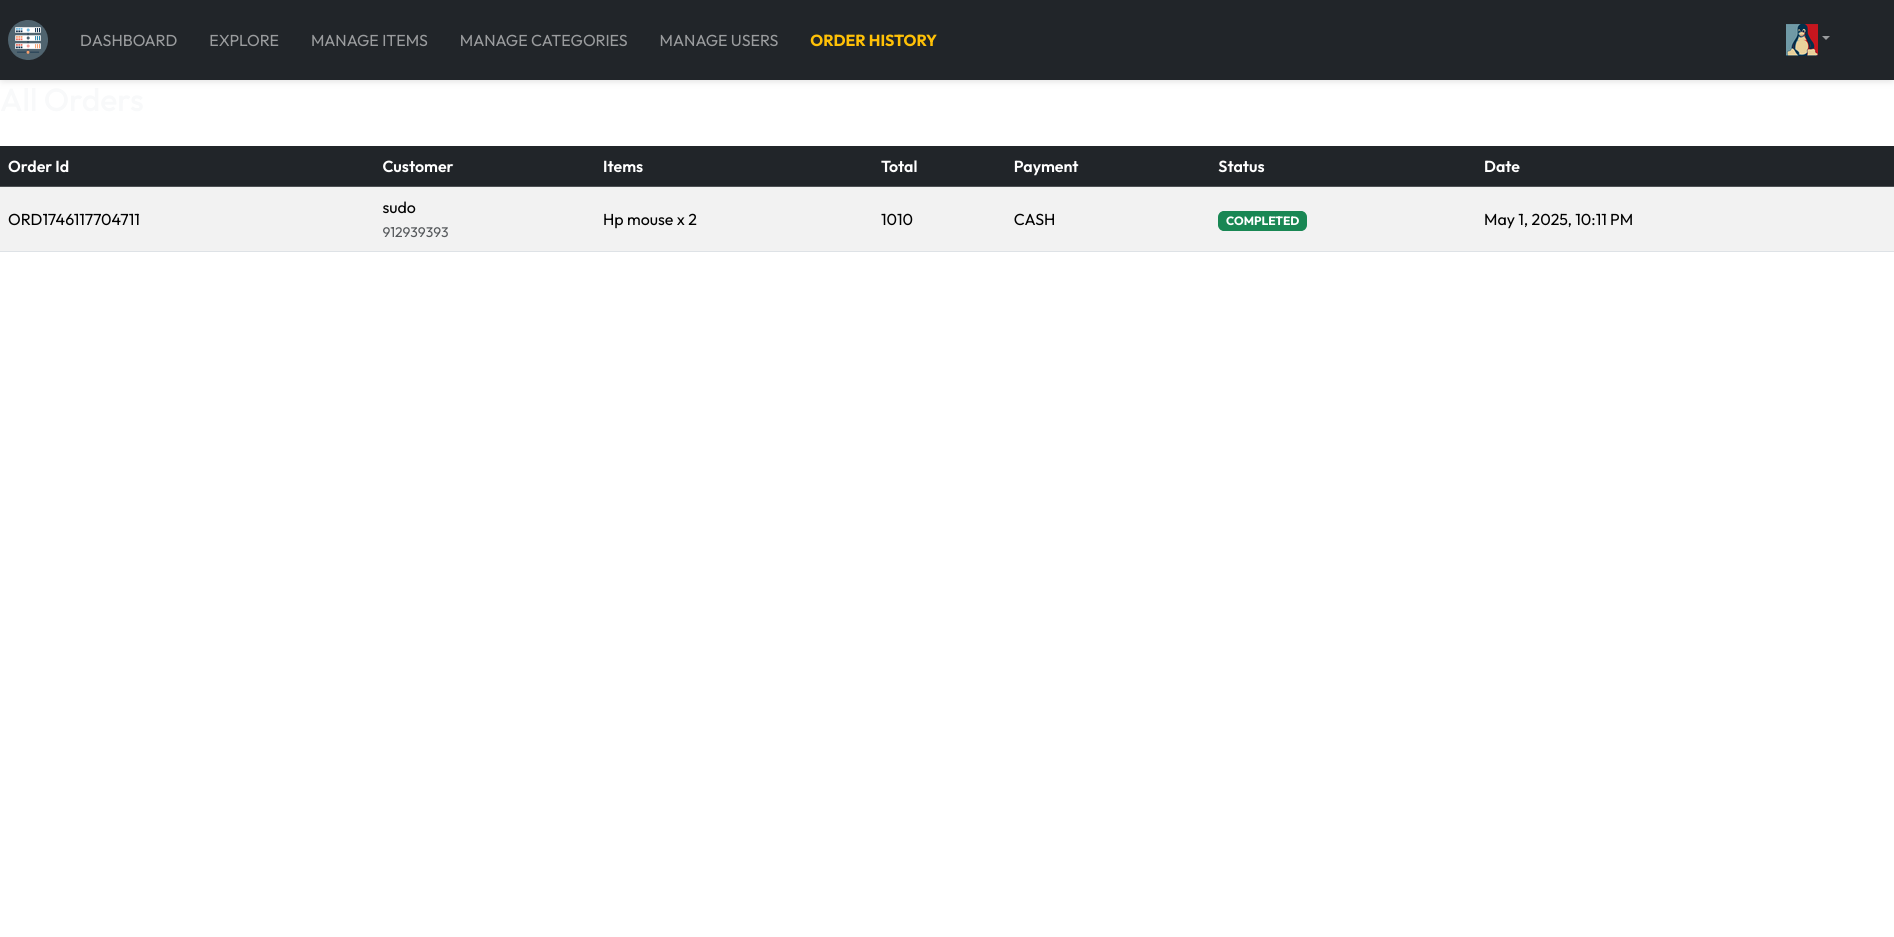 DASHBOARD EXPLORE MANAGE ITEMS MANAGE CATEGORIES MANAGE USERS ORDER HISTORY
All Orders
Order Id Customer Items Total Payment Status Date
ORD1746117704711 sudo Hp mouse x 2 1010 CASH COMPLETED May 1, 2025, 10:11 PM
912939393